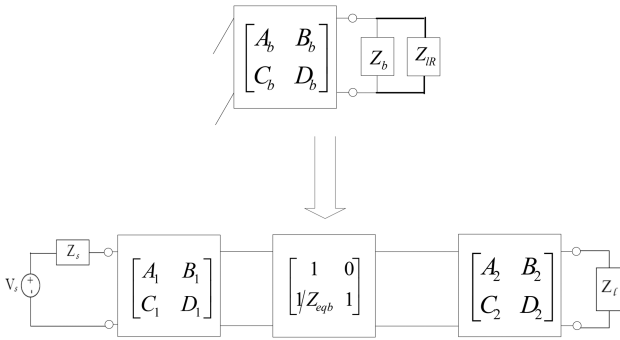 A_b B_b
C_b D_b
Z_b
Z_lR
Z_s
V_s
+
-
A_1 B_1
C_1 D_1
1 0
1/Z_eqb 1
A_2 B_2
C_2 D_2
Z_ℓ